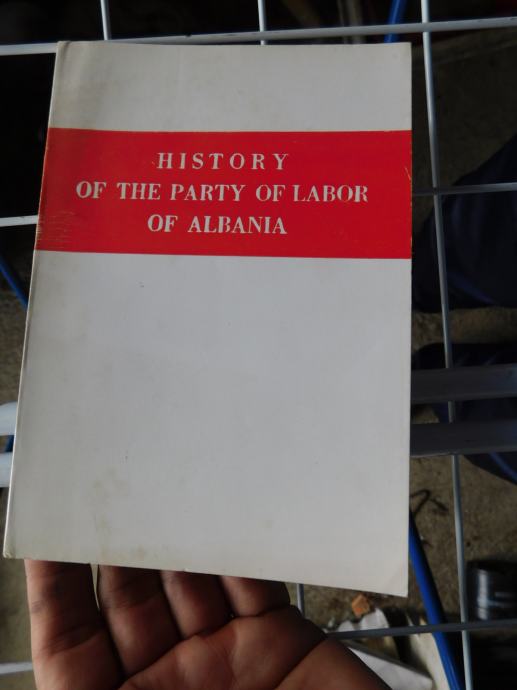 HISTORY
OF THE PARTY OF LABOR
OF ALBANIA